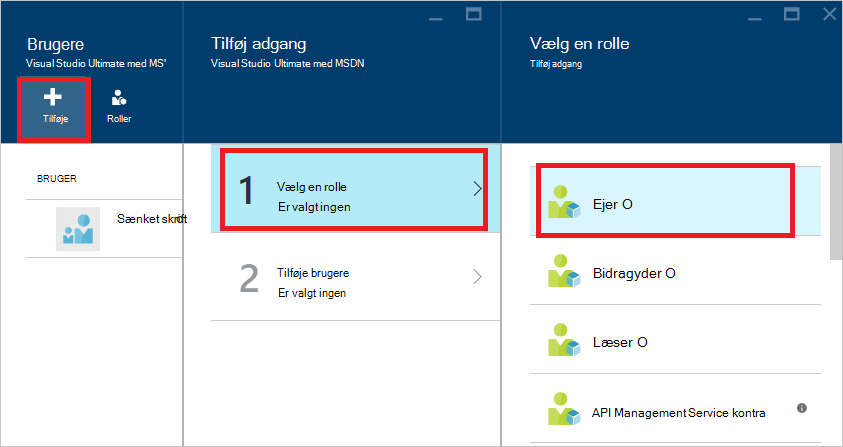 Brugere
Visual Studio Ultimate med MS'
Tilføje
Roller
BRUGER
Sænket skrift
Tilføj adgang
Visual Studio Ultimate med MSDN
1
Vælg en rolle
Er valgt ingen
2
Tilføje brugere
Er valgt ingen
Vælg en rolle
Tilføj adgang
Ejer O
Bidragyder O
Læser O
API Management Service kontra